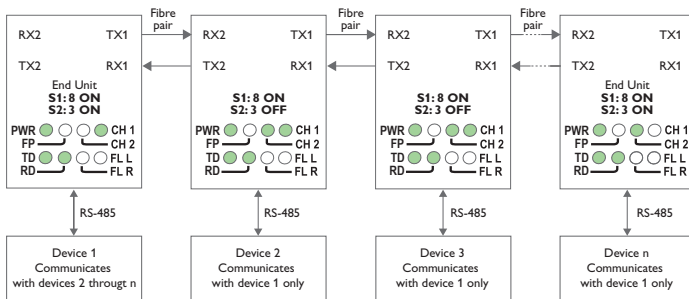 Fibre pair
Fibre pair
Fibre pair
RX2 TX1
TX2 RX1
End Unit
S1: 8 ON
S2: 3 ON
PWR CH 1
FP CH 2
TD FL L
RD FL R
RS-485
Device 1
Communicates
with devices 2 througt n
RX2 TX1
TX2 RX1
S1: 8 ON
S2: 3 OFF
PWR CH 1
FP CH 2
TD FL L
RD FL R
RS-485
Device 2
Communicates
with device 1 only
RX2 TX1
TX2 RX1
S1: 8 ON
S2: 3 OFF
PWR CH 1
FP CH 2
TD FL L
RD FL R
RS-485
Device 3
Communicates
with device 1 only
RX2 TX1
TX2 RX1
End Unit
S1: 8 ON
S2: 3 ON
PWR CH 1
FP CH 2
TD FL L
RD FL R
RS-485
Device n
Communicates
with device 1 only